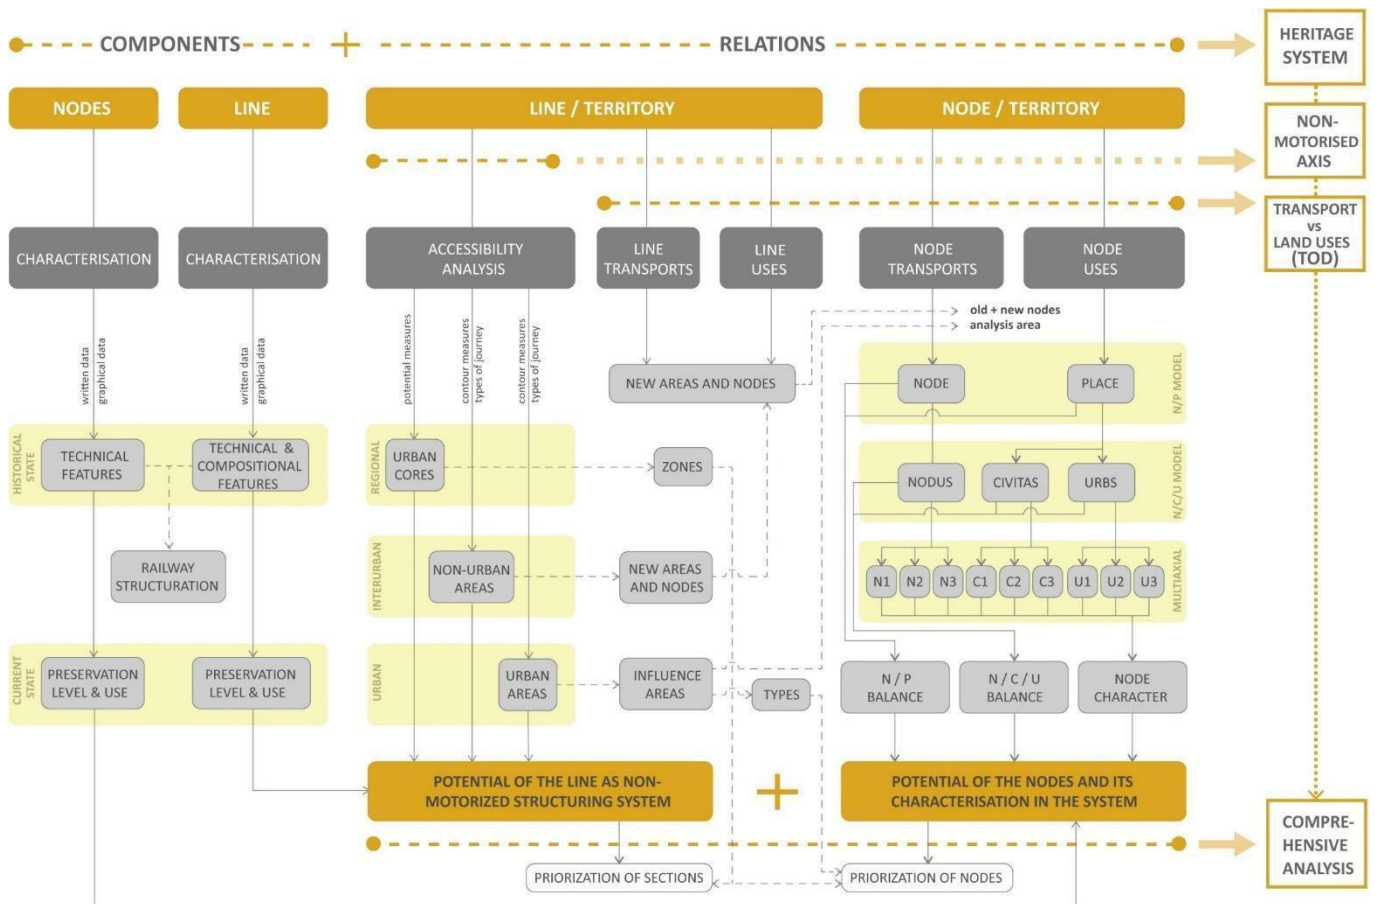 COMPONENTS
RELATIONS
HERITAGE
SYSTEM
NODES
LINE
LINE / TERRITORY
NODE / TERRITORY
NON-
MOTORISED
AXIS
TRANSPORT
vs
LAND USES
(TOD)
CHARACTERISATION
CHARACTERISATION
ACCESSIBILITY
ANALYSIS
LINE
TRANSPORTS
LINE
USES
NODE
TRANSPORTS
NODE
USES
written data
graphical data
written data
graphical data
potential measures
contour measures
types of journey
contour measures
types of journey
old + new nodes
analysis area
NEW AREAS AND NODES
NODE
PLACE
N/P MODEL
HISTORICAL
STATE
TECHNICAL
FEATURES
TECHNICAL &
COMPOSITIONAL
FEATURES
REGIONAL
URBAN
CORES
ZONES
NODUS
CIVITAS
URBS
N/C/U MODEL
RAILWAY
STRUCTURATION
INTERURBAN
NON-URBAN
AREAS
NEW AREAS
AND NODES
N1
N2
N3
C1
C2
C3
U1
U2
U3
MULTIAXIAL
CURRENT
STATE
PRESERVATION
LEVEL & USE
PRESERVATION
LEVEL & USE
URBAN
URBAN
AREAS
INFLUENCE
AREAS
TYPES
N / P
BALANCE
N / C / U
BALANCE
NODE
CHARACTER
POTENTIAL OF THE LINE AS NON-
MOTORIZED STRUCTURING SYSTEM
POTENTIAL OF THE NODES AND ITS
CHARACTERISATION IN THE SYSTEM
COMPRE-
HENSIVE
ANALYSIS
PRIORIZATION OF SECTIONS
PRIORIZATION OF NODES